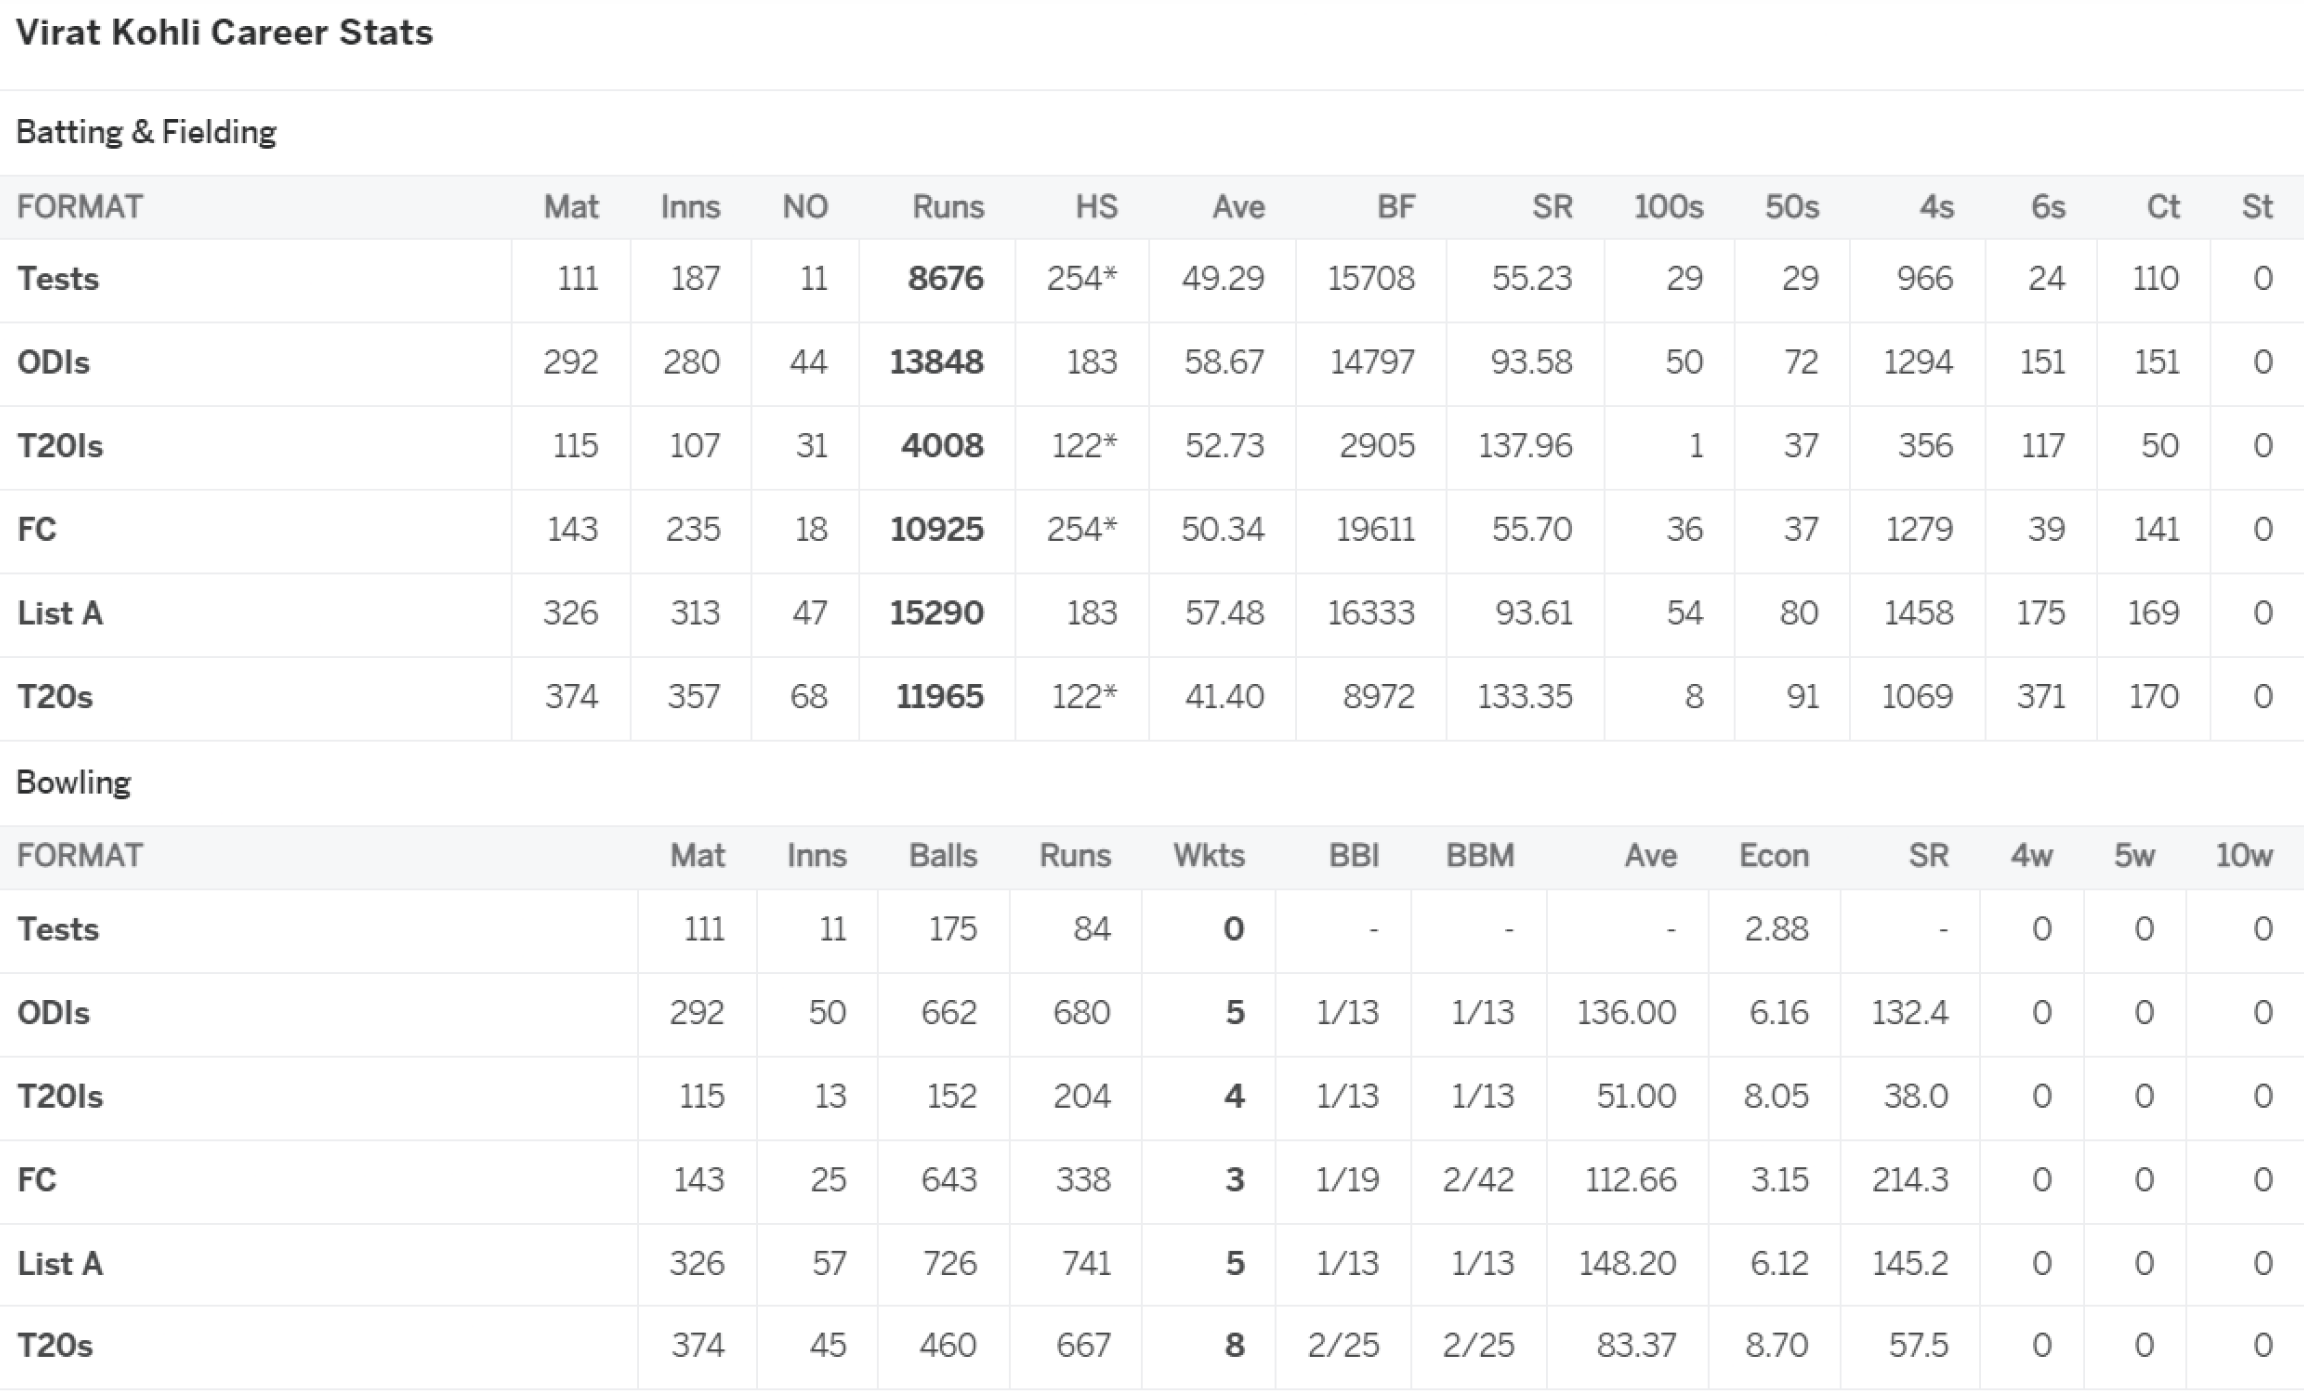 Virat Kohli Career Stats
Batting & Fielding
FORMAT Mat Inns NO Runs HS Ave BF SR 100s 50s 4s 6s Ct St
Tests 111 187 11 8676 254* 49.29 15708 55.23 29 29 966 24 110 0
ODIs 292 280 44 13848 183 58.67 14797 93.58 50 72 1294 151 151 0
T20Is 115 107 31 4008 122* 52.73 2905 137.96 1 37 356 117 50 0
FC 143 235 18 10925 254* 50.34 19611 55.70 36 37 1279 39 141 0
List A 326 313 47 15290 183 57.48 16333 93.61 54 80 1458 175 169 0
T20s 374 357 68 11965 122* 41.40 8972 133.35 8 91 1069 371 170 0
Bowling
FORMAT Mat Inns Balls Runs Wkts BBI BBM Ave Econ SR 4w 5w 10w
Tests 111 11 175 84 0 - - - 2.88 - 0 0 0
ODIs 292 50 662 680 5 1/13 1/13 136.00 6.16 132.4 0 0 0
T20Is 115 13 152 204 4 1/13 1/13 51.00 8.05 38.0 0 0 0
FC 143 25 643 338 3 1/19 2/42 112.66 3.15 214.3 0 0 0
List A 326 57 726 741 5 1/13 1/13 148.20 6.12 145.2 0 0 0
T20s 374 45 460 667 8 2/25 2/25 83.37 8.70 57.5 0 0 0